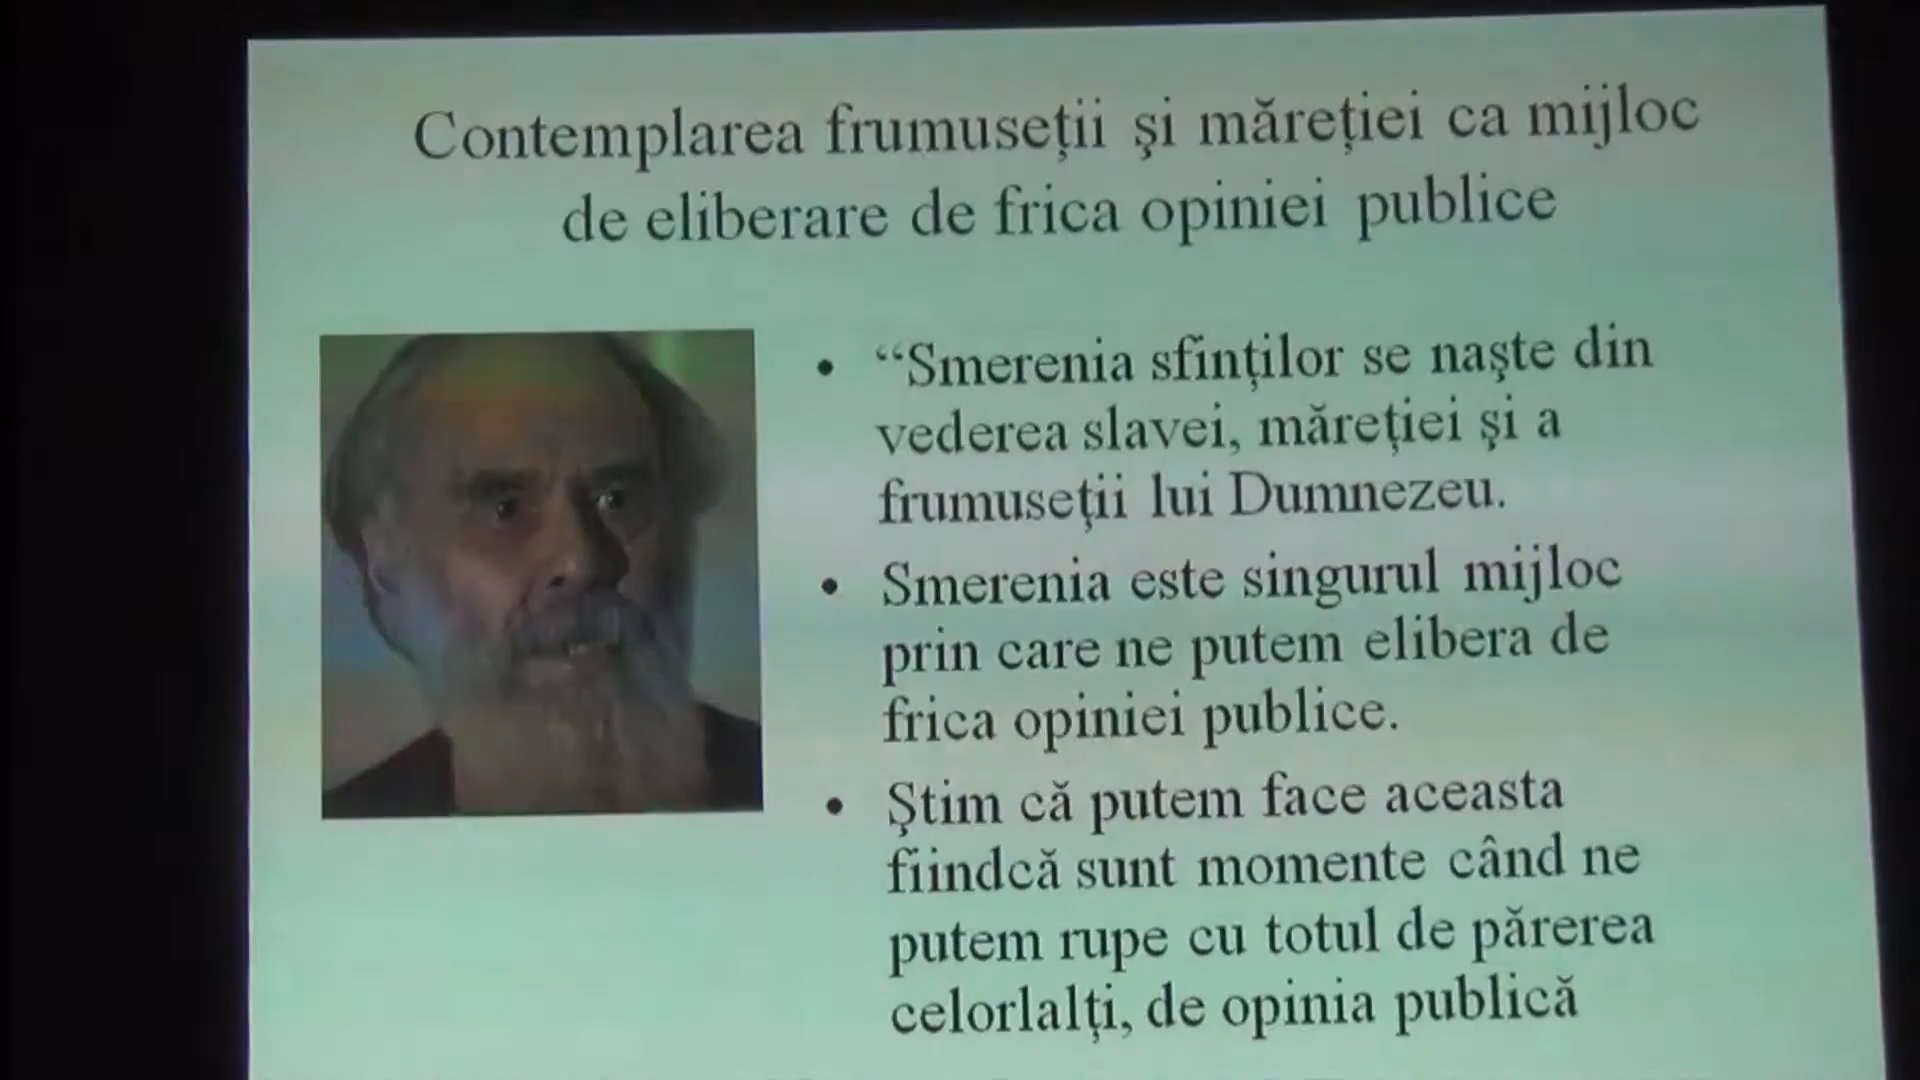 Contemplarea frumuseţii şi măreţiei ca mijloc
de eliberare de frica opiniei publice
• “Smerenia sfinţilor se naşte din
vederea slavei, măreţiei şi a
frumuseţii lui Dumnezeu.
• Smerenia este singurul mijloc
prin care ne putem elibera de
frica opiniei publice.
• Ştim că putem face aceasta
fiindcă sunt momente când ne
putem rupe cu totul de părerea
celorlalţi, de opinia publică